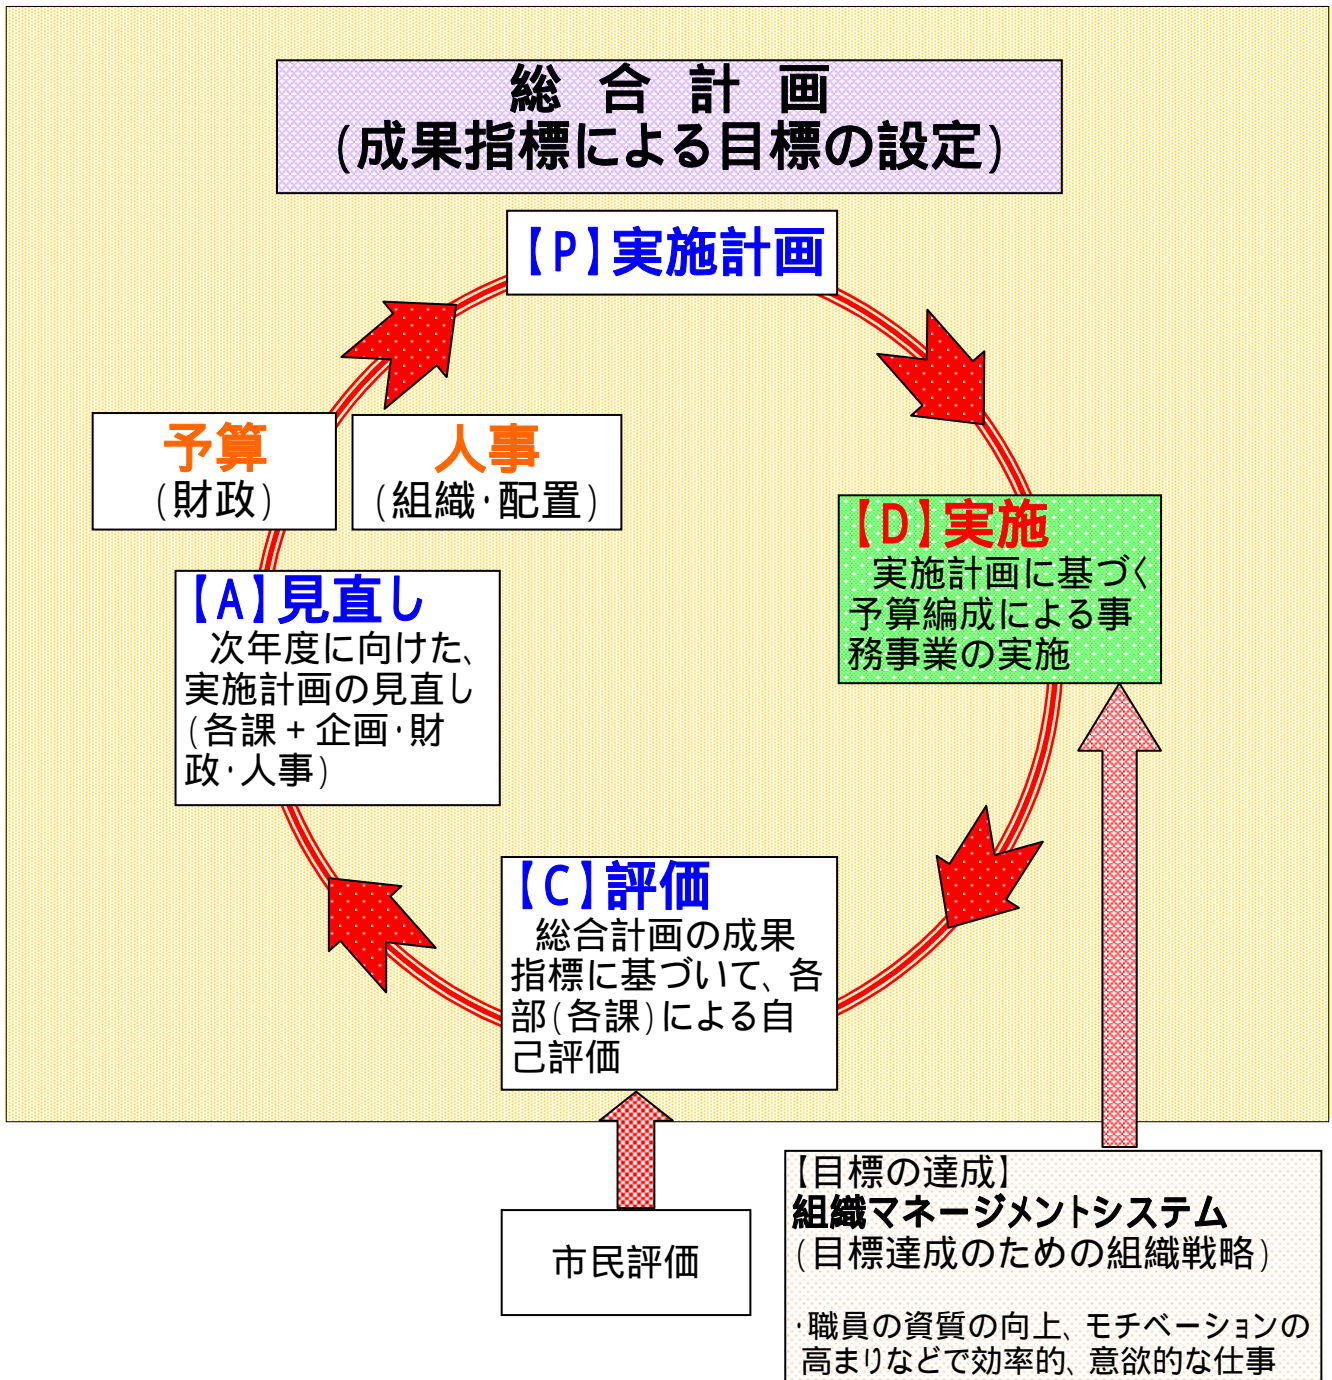 総合計画
(成果指標による目標の設定)
【P】実施計画
予算
(財政)
人事
(組織・配置)
【D】実施
実施計画に基づく
予算編成による事
務事業の実施
【A】見直し
次年度に向けた、
実施計画の見直し
(各課+企画・財
政・人事)
【C】評価
総合計画の成果
指標に基づいて、各
部(各課)による自
己評価
市民評価
【目標の達成】
組織マネージメントシステム
(目標達成のための組織戦略)
・職員の資質の向上、モチベーションの
高まりなどで効率的、意欲的な仕事